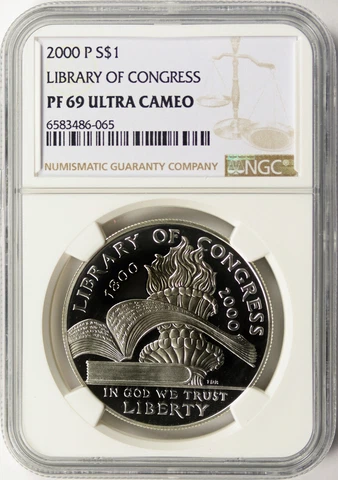 2000 P S$1
LIBRARY OF CONGRESS
PF 69 ULTRA CAMEO
6583486-065
NUMISMATIC GUARANTY COMPANY
NGC
LIBRARY OF CONGRESS
1800
2000
IN GOD WE TRUST
LIBERTY